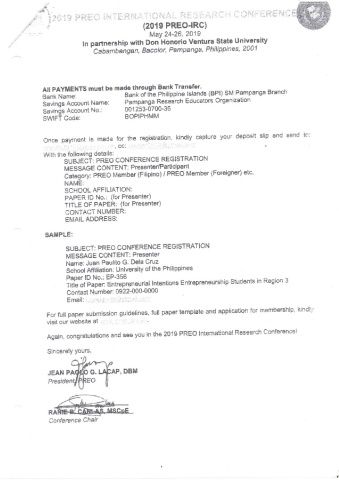 2019 PREO INTERNATIONAL RESEARCH CONFERENCE
(2019 PREO-IRC)
May 24-26, 2019
In partnership with Don Honorio Ventura State University
Cabambangan, Bacolor, Pampanga, Philippines, 2001
All PAYMENTS must be made through Bank Transfer.
Bank Name: Bank of the Philippine Islands (BPI) SM Pampanga Branch
Savings Account Name: Pampanga Research Educators Organization
Savings Account No.: 001253-0700-35
SWIFT Code: BOPIPHMM
Once payment is made for the registration, kindly capture your deposit slip and send to:
, cc:
With the following details:
SUBJECT: PREO CONFERENCE REGISTRATION
MESSAGE CONTENT: Presenter/Participant
Category: PREO Member (Filipino) / PREO Member (Foreigner) etc.
NAME:
SCHOOL AFFILIATION:
PAPER ID No.: (for Presenter)
TITLE OF PAPER: (for Presenter)
CONTACT NUMBER:
EMAIL ADDRESS:
SAMPLE:
SUBJECT: PREO CONFERENCE REGISTRATION
MESSAGE CONTENT: Presenter
Name: Juan Paulito G. Dela Cruz
School Affiliation: University of the Philippines
Paper ID No.: EP-356
Title of Paper: Entrepreneurial Intentions Entrepreneurship Students in Region 3
Contact Number: 0922-000-0000
Email:
For full paper submission guidelines, full paper template and application for membership, kindly
visit our website at
Again, congratulations and see you in the 2019 PREO International Research Conference!
Sincerely yours,
JEAN PAOLO G. LACAP, DBM
President, PREO
RARIE B. CANLAS, MSCpE
Conference Chair